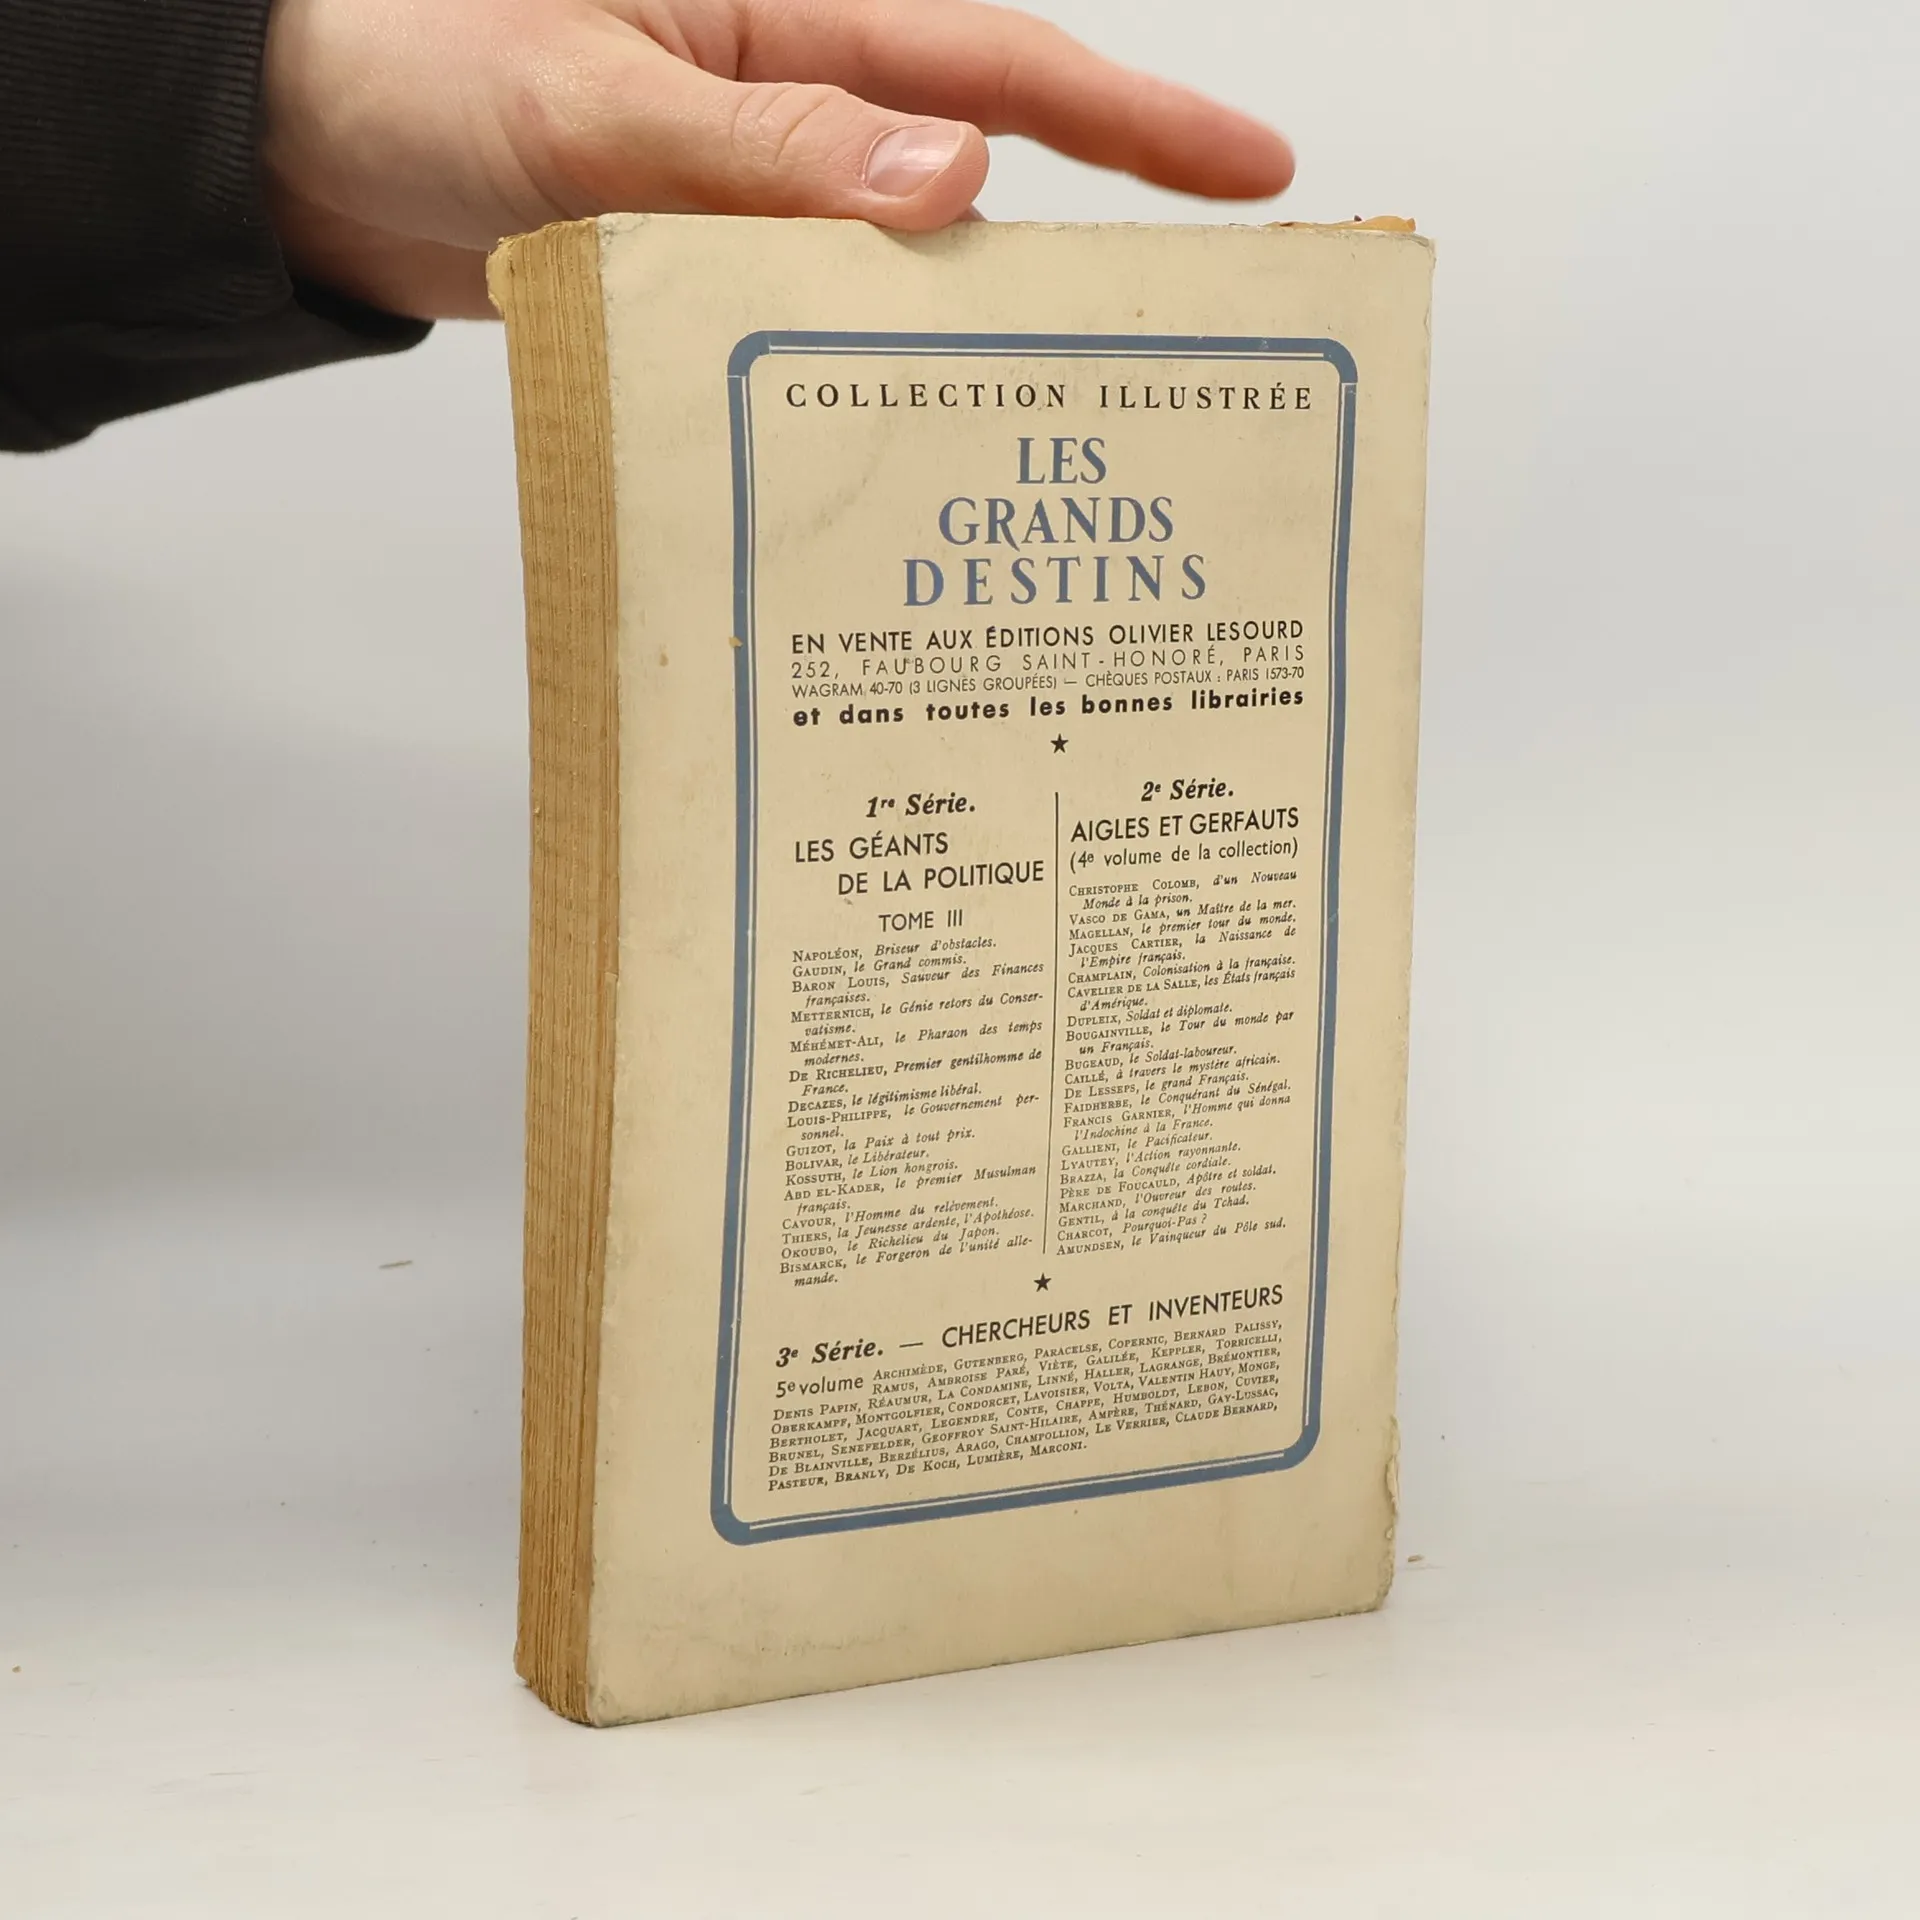 COLLECTION ILLUSTRÉE
LES
GRANDS
DESTINS
EN VENTE AUX ÉDITIONS OLIVIER LESOURD
252, FAUBOURG SAINT-HONORÉ, PARIS
WAGRAM 40-70 (3 LIGNES GROUPÉES) — CHÈQUES POSTAUX : PARIS 1573-70
et dans toutes les bonnes librairies
★
1re Série.
LES GÉANTS
DE LA POLITIQUE
TOME III
NAPOLÉON, Briseur d'obstacles.
GAUDIN, le Grand commis.
BARON LOUIS, Sauveur des Finances
françaises.
METTERNICH, le Génie retors du Conser-
vatisme.
MÉHÉMET-ALI, le Pharaon des temps
modernes.
DE RICHELIEU, Premier gentilhomme de
France.
DECAZES, le légitimisme libéral.
LOUIS-PHILIPPE, le Gouvernement per-
sonnel.
GUIZOT, la Paix à tout prix.
BOLIVAR, le Libérateur.
KOSSUTH, le Lion hongrois.
ABD EL-KADER, le premier Musulman
français.
CAVOUR, l'Homme du relèvement.
THIERS, la Jeunesse ardente, l'Apothéose.
OKOUBO, le Richelieu du Japon.
BISMARCK, le Forgeron de l'unité alle-
mande.
2e Série.
AIGLES ET GERFAUTS
(4e volume de la collection)
CHRISTOPHE COLOMB, d'un Nouveau
Monde à la prison.
VASCO DE GAMA, un Maître de la mer.
MAGELLAN, le premier tour du monde.
JACQUES CARTIER, la Naissance de
l'Empire français.
CHAMPLAIN, Colonisation à la française.
CAVELIER DE LA SALLE, les États français
d'Amérique.
DUPLEIX, Soldat et diplomate.
BOUGAINVILLE, le Tour du monde par
un Français.
BUGEAUD, le Soldat-laboureur.
CAILLÉ, à travers le mystère africain.
DE LESSEPS, le grand Français.
FAIDHERBE, le Conquérant du Sénégal.
FRANCIS GARNIER, l'Homme qui donna
l'Indochine à la France.
GALLIENI, le Pacificateur.
LYAUTEY, l'Action rayonnante.
BRAZZA, la Conquête cordiale.
PÈRE DE FOUCAULD, Apôtre et soldat.
MARCHAND, l'Ouvreur des routes.
GENTIL, à la conquête du Tchad.
CHARCOT, Pourquoi-Pas ?
AMUNDSEN, le Vainqueur du Pôle sud.
★
3e Série. — CHERCHEURS ET INVENTEURS
5e volume
ARCHIMÈDE, GUTENBERG, PARACELSE, COPERNIC, BERNARD PALISSY,
RAMUS, AMBROISE PARÉ, VIÈTE, GALILÉE, KEPPLER, TORRICELLI,
DENIS PAPIN, RÉAUMUR, LA CONDAMINE, LINNÉ, HALLER, LAGRANGE, BRÉMONTIER,
OBERKAMPF, MONTGOLFIER, CONDORCET, LAVOISIER, VOLTA, VALENTIN HAUY, MONGE,
BERTHOLET, JACQUART, LEGENDRE, CONTE, CHAPPE, HUMBOLDT, LEBON, CUVIER,
BRUNEL, SENEFELDER, GEOFFROY SAINT-HILAIRE, AMPÈRE, THÉNARD, GAY-LUSSAC,
DE BLAINVILLE, BERZÉLIUS, ARAGO, CHAMPOLLION, LE VERRIER, CLAUDE BERNARD,
PASTEUR, BRANLY, DE KOCH, LUMIÈRE, MARCONI.